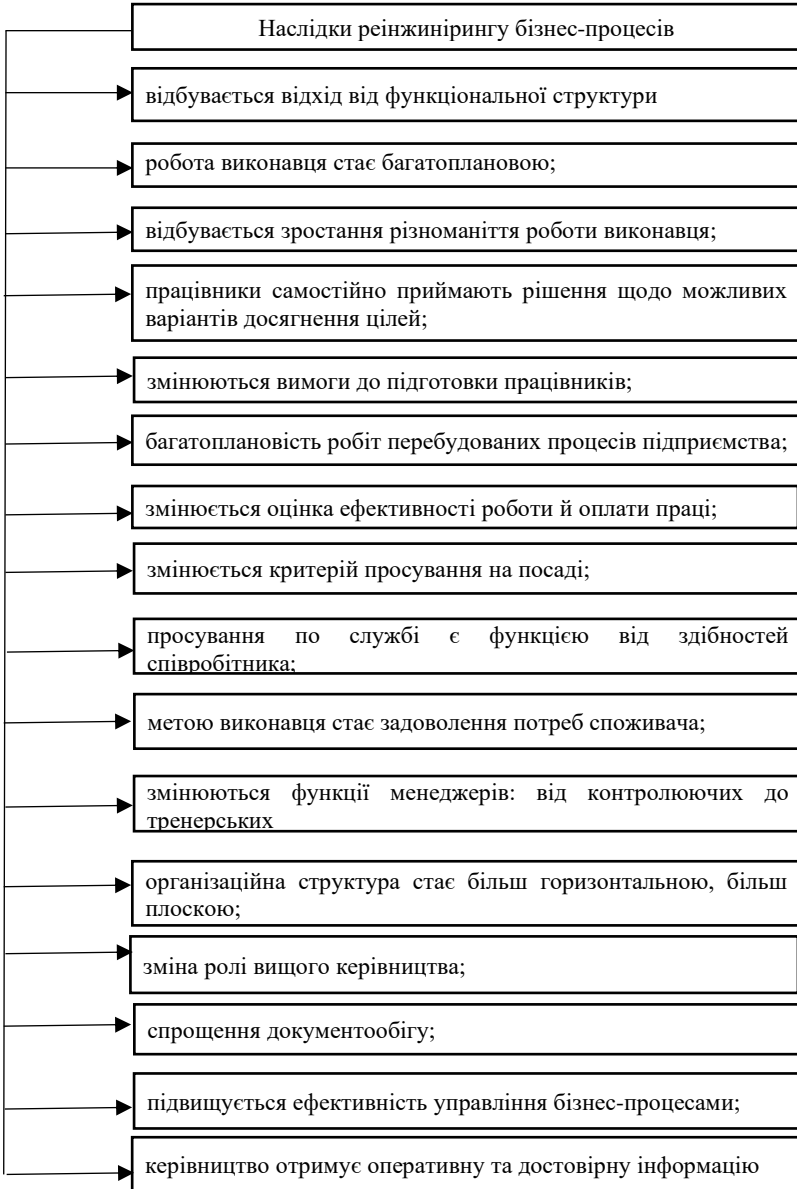 Наслідки реінжинірингу бізнес-процесів
відбувається відхід від функціональної структури
робота виконавця стає багатоплановою;
відбувається зростання різноманіття роботи виконавця;
працівники самостійно приймають рішення щодо можливих
варіантів досягнення цілей;
змінюються вимоги до підготовки працівників;
багатоплановість робіт перебудованих процесів підприємства;
змінюється оцінка ефективності роботи й оплати праці;
змінюється критерій просування на посаді;
просування по службі є функцією від здібностей
співробітника;
метою виконавця стає задоволення потреб споживача;
змінюються функції менеджерів: від контролюючих до
тренерських
організаційна структура стає більш горизонтальною, більш
плоскою;
зміна ролі вищого керівництва;
спрощення документообігу;
підвищується ефективність управління бізнес-процесами;
керівництво отримує оперативну та достовірну інформацію